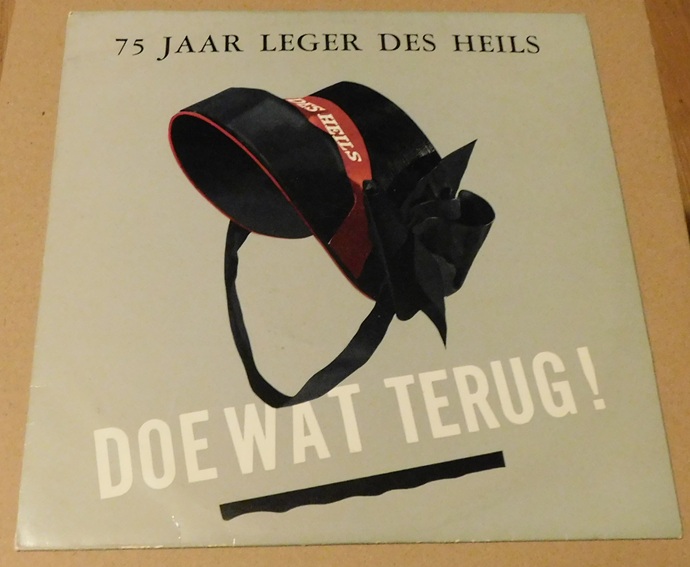 75 JAAR LEGER DES HEILS
DES HEILS
DOE WAT TERUG!